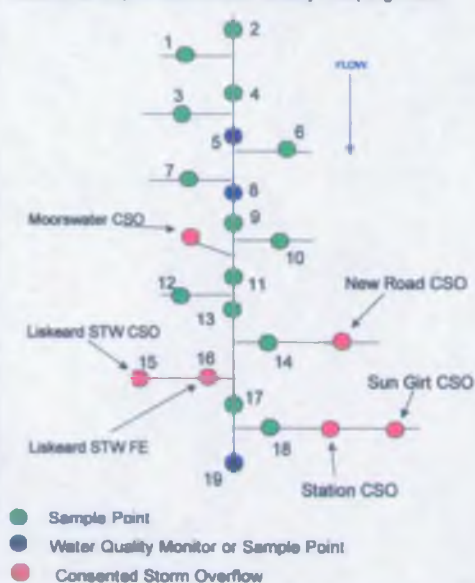 2
1
FLOW
4
3
5
6
7
8
9
Moorswater CSO
10
11
12
New Road CSO
13
Liskeard STW CSO
14
15
16
Sun Girt CSO
17
Liskeard STW FE
18
19
Station CSO
Sample Point
Water Quality Monitor or Sample Point
Consented Storm Overflow